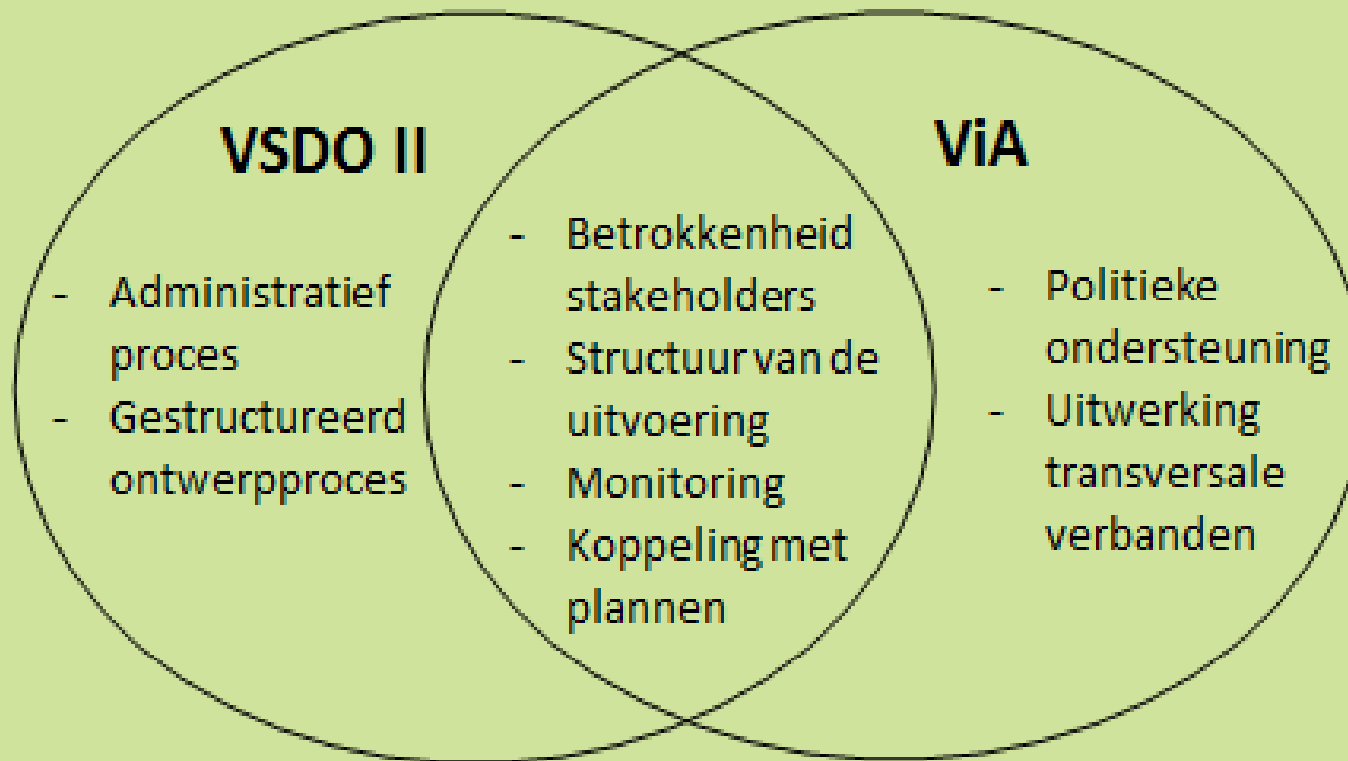 VSDO II
- Administratief
proces
- Gestructureerd
ontwerpproces
- Betrokkenheid
stakeholders
- Structuur van de
uitvoering
- Monitoring
- Koppeling met
plannen
ViA
- Politieke
ondersteuning
- Uitwerking
transversale
verbanden